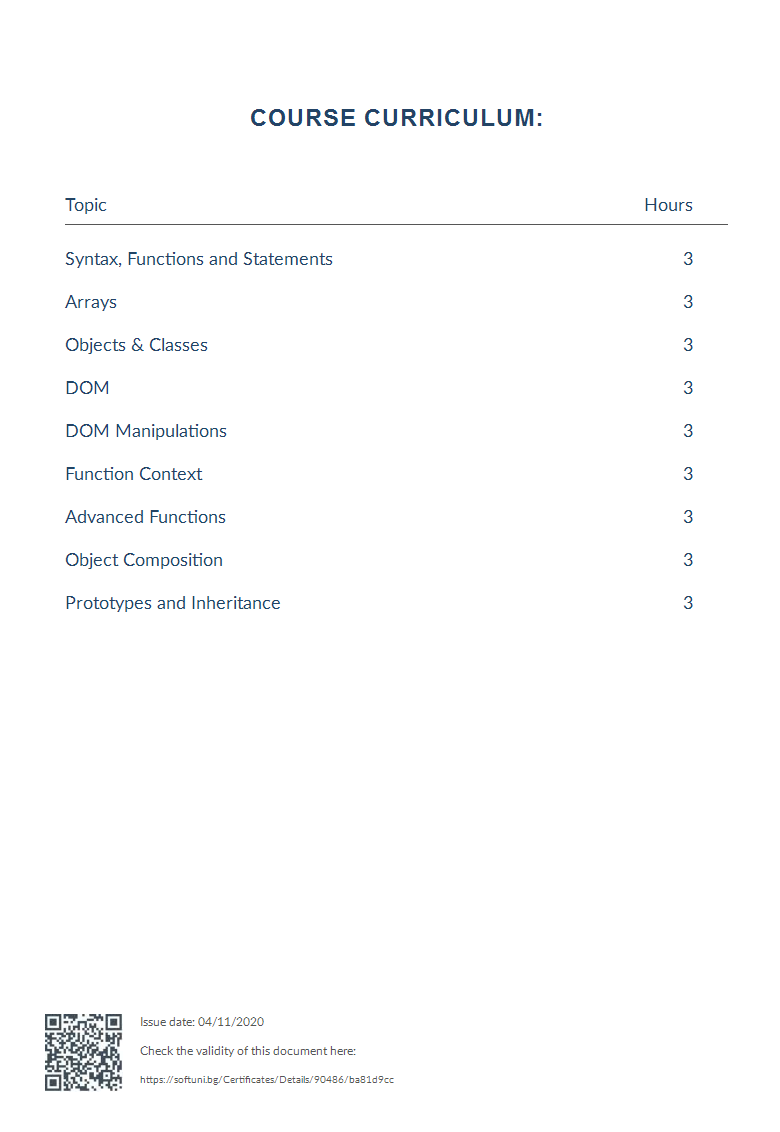 COURSE CURRICULUM:
Topic Hours
Syntax, Functions and Statements 3
Arrays 3
Objects & Classes 3
DOM 3
DOM Manipulations 3
Function Context 3
Advanced Functions 3
Object Composition 3
Prototypes and Inheritance 3
Issue date: 04/11/2020
Check the validity of this document here:
https://softuni.bg/Certificates/Details/90486/ba81d9cc